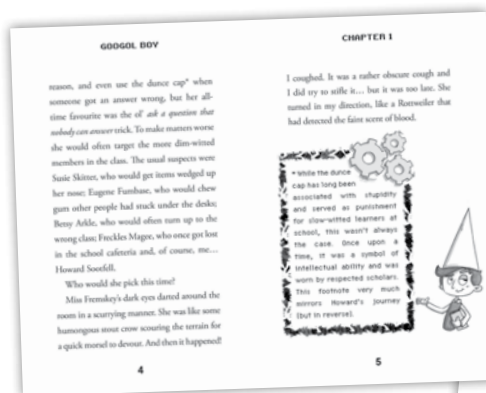 GOOGOL BOY
reason, and even use the dunce cap* when
someone got an answer wrong, but her all-
time favourite was the ol' ask a question that
nobody can answer trick. To make matters worse
she would often target the more dim-witted
members in the class. The usual suspects were
Susie Skitter, who would get items wedged up
her nose; Eugene Fumbase, who would chew
gum other people had stuck under the desks;
Betsy Arkle, who would often turn up to the
wrong class; Freckles Magee, who once got lost
in the school cafeteria and, of course, me…
Howard
Who would she pick this time?
Miss Fremskey's dark eyes darted around the
room in a scurrying manner. She was like some
humongous stout crow scouring the terrain for
a quick morsel to devour. And then it happened!
4
CHAPTER 1
I coughed. It was a rather obscure cough and
I did try to stifle it… but it was too late. She
turned in my direction, like a Rottweiler that
had detected the faint scent of blood.
* While the dunce
cap has long been
associated with stupidity
and served as punishment
for slow-witted learners at
school, this wasn't always
the case. Once upon a
time, it was a symbol of
intellectual ability and was
worn by respected scholars.
This footnote very much
mirrors Howard's journey
(but in reverse).
5